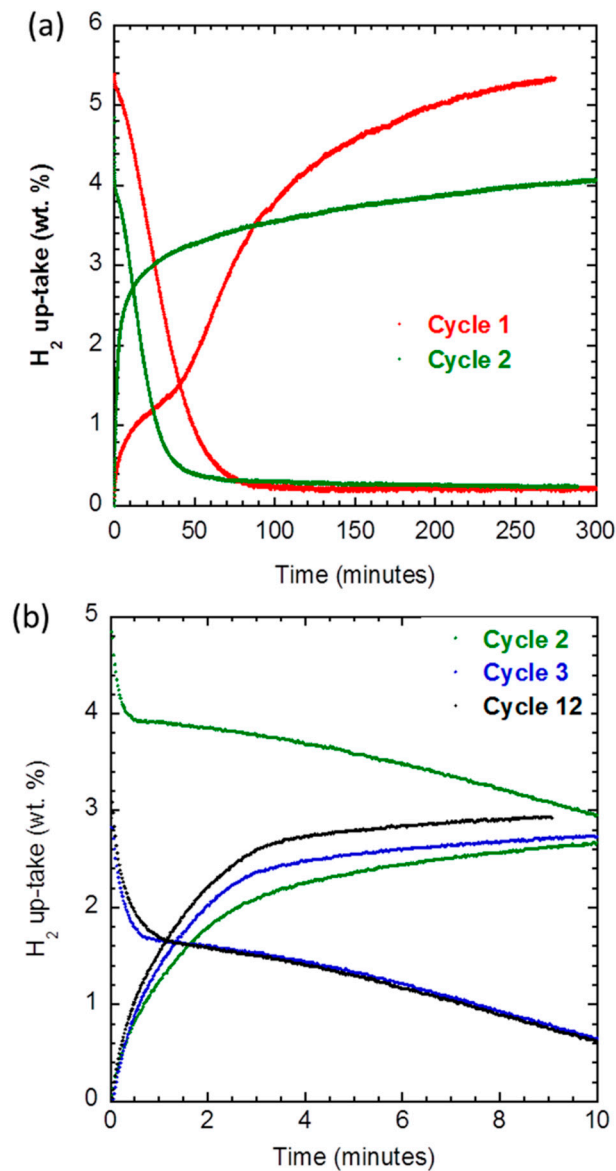 (a)
6
5
4
3
2
1
0
H2 up-take (wt. %)
Cycle 1
Cycle 2
0 50 100 150 200 250 300
Time (minutes)
(b)
5
4
3
2
1
0
H2 up-take (wt. %)
Cycle 2
Cycle 3
Cycle 12
0 2 4 6 8 10
Time (minutes)